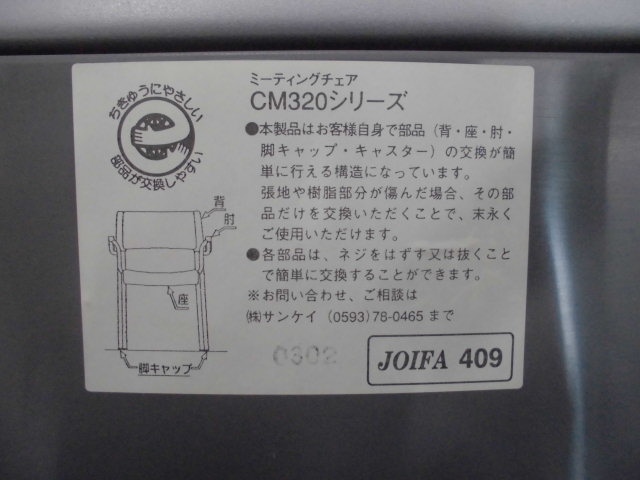 ちきゅうにやさしい
部品が交換しやすい
ミーティングチェア
CM320シリーズ
●本製品はお客様自身で部品（背・座・肘・
脚キャップ・キャスター）の交換が簡
単に行える構造になっています。
張地や樹脂部分が傷んだ場合、その部
品だけを交換いただくことで、末永く
ご使用いただけます。
●各部品は、ネジをはずす又は抜くこと
で簡単に交換することができます。
※お問い合わせ、ご相談は
㈱サンケイ（0593）78-0465まで
背
肘
座
脚キャップ
0302
JOIFA 409